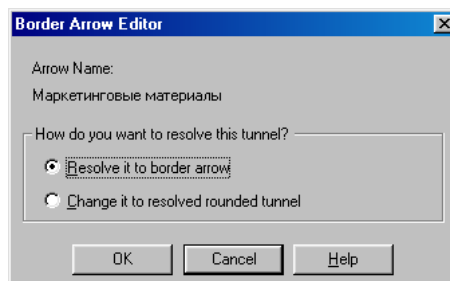 Border Arrow Editor
Arrow Name:
Маркетинговые материалы
How do you want to resolve this tunnel?
Resolve it to border arrow
Change it to resolved rounded tunnel
OK Cancel Help